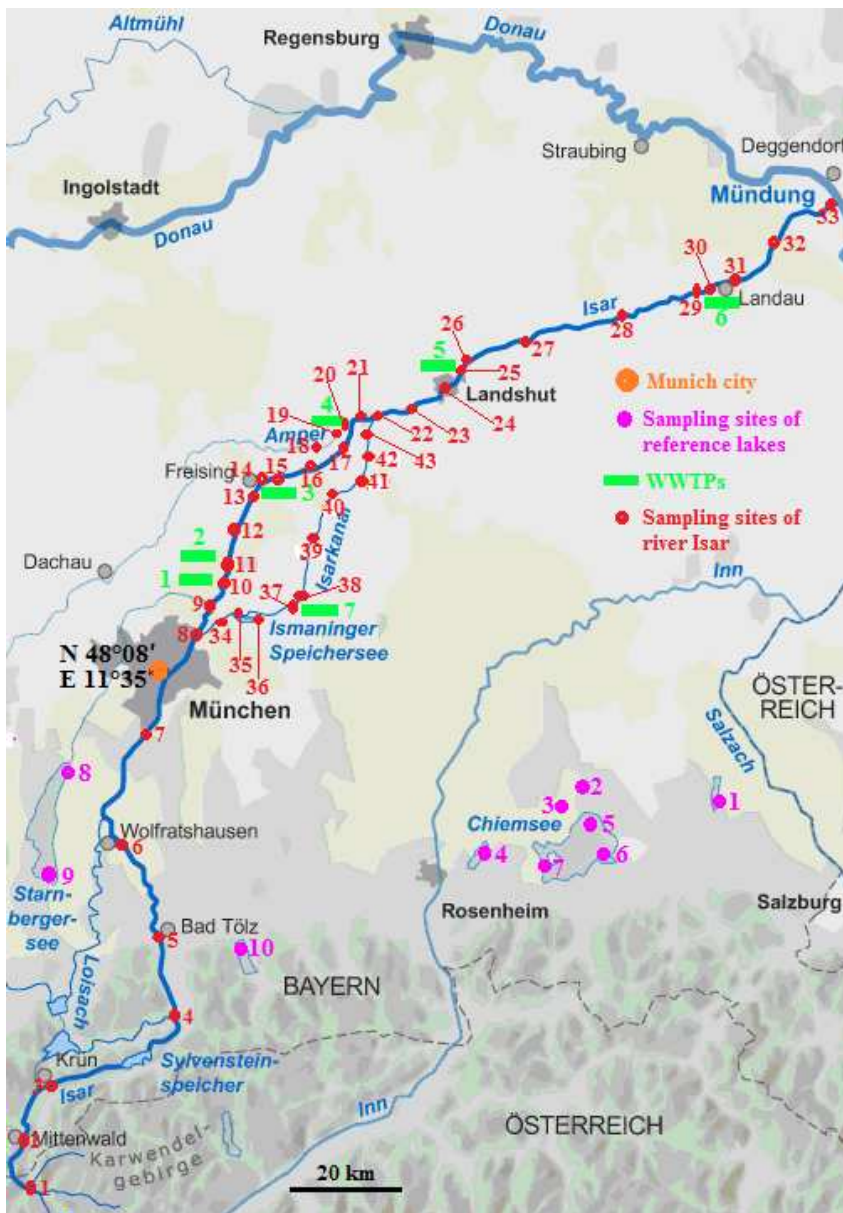 Altmühl
Regensburg
Donau
Straubing
Deggendorf
Ingolstadt
Donau
Mündung
33
32
30
31
Isar
29
Landau
6
28
26
27
5
25
21
Landshut
20
4
24
Munich city
19
Amper
22
23
18
17
43
Sampling sites of
reference lakes
Freising
14
15
16
42
13
3
41
40
WWTPs
12
Sampling sites of
river Isar
2
39
Isarkanal
Dachau
11
1
10
37
38
Inn
9
7
8
34
Ismaninger
Speichersee
35
36
N 48°08'
E 11°35'
München
ÖSTER-
REICH
Salzach
7
8
2
3
1
5
Chiemsee
Wolfratshausen
6
4
6
7
9
Starn-
berger-
see
Rosenheim
Salzburg
Bad Tölz
5
10
Loisach
BAYERN
4
Krün
Sylvenstein-
speicher
3
Isar
Inn
ÖSTERREICH
2
Mittenwald
Karwendel-
gebirge
20 km
1